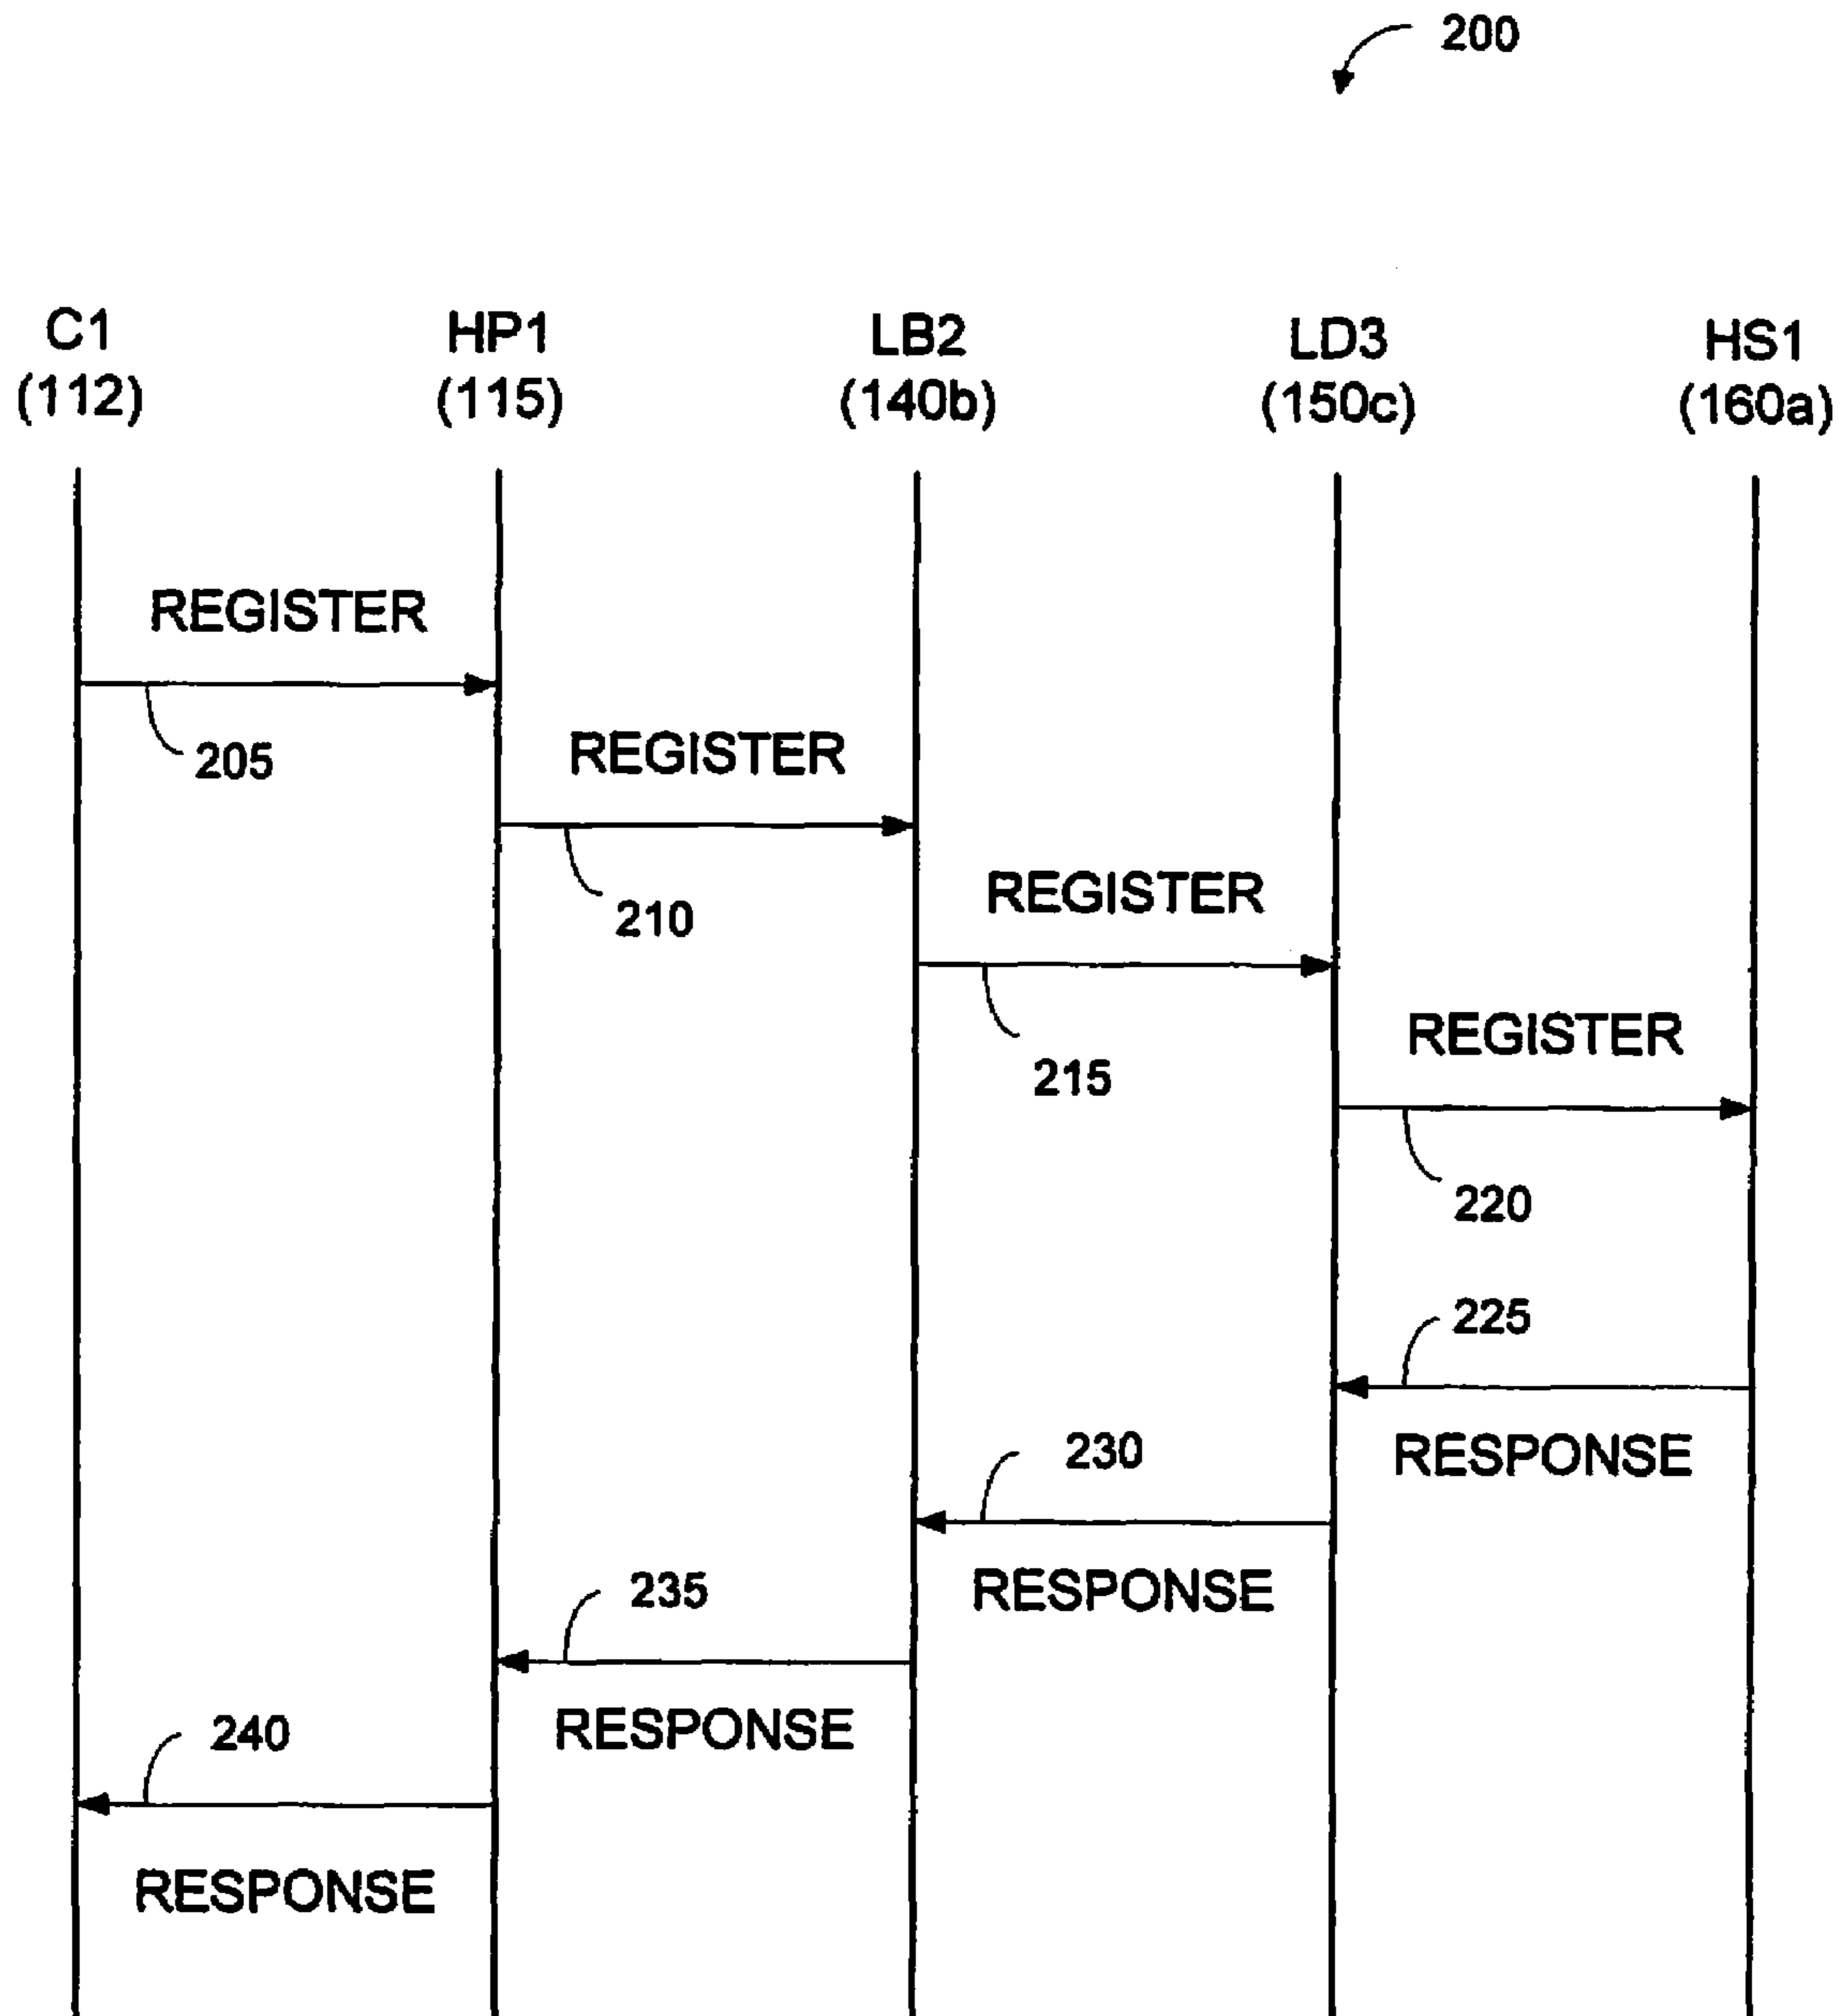 200
C1
(112)
HP1
(115)
LB2
(140b)
LD3
(150c)
HS1
(160a)
REGISTER
205
REGISTER
210
REGISTER
215
REGISTER
220
225
RESPONSE
230
RESPONSE
235
RESPONSE
240
RESPONSE